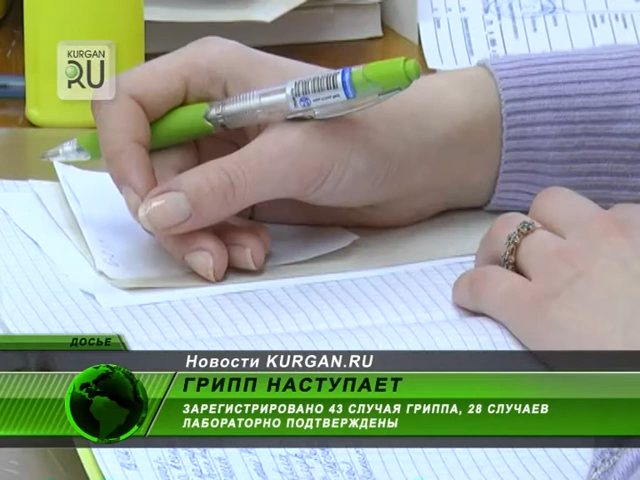 KURGAN
RU
ДОСЬЕ
Новости KURGAN.RU
ГРИПП НАСТУПАЕТ
ЗАРЕГИСТРИРОВАНО 43 СЛУЧАЯ ГРИППА, 28 СЛУЧАЕВ
ЛАБОРАТОРНО ПОДТВЕРЖДЕНЫ